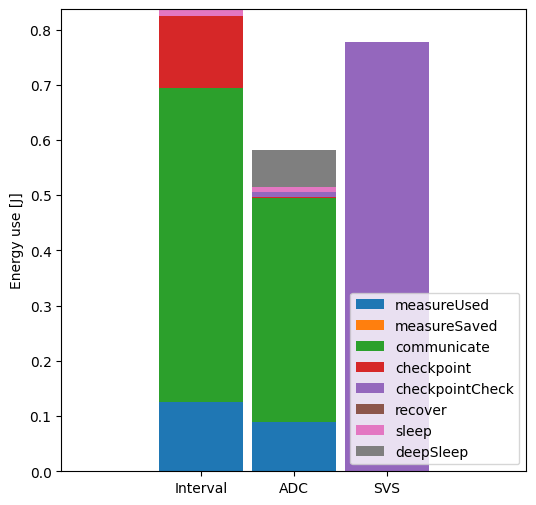 0.8
0.7
0.6
0.5
0.4
0.3
0.2
0.1
0.0
Energy use [J]
Interval ADC SVS
measureUsed
measureSaved
communicate
checkpoint
checkpointCheck
recover
sleep
deepSleep